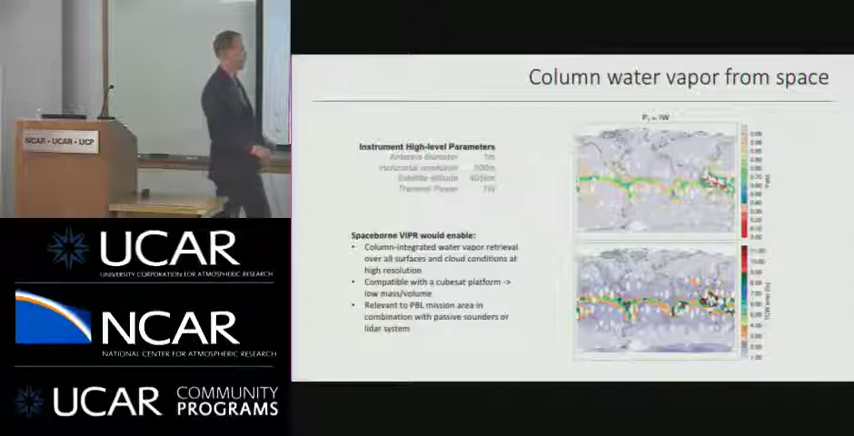 NCAR • UCAR • UCP
Column water vapor from space
Instrument High-level Parameters
Antenna diameter 1m
Horizontal resolution 500m
Satellite altitude
Transmit Power 1W
Spaceborne VIPR would enable:
• Column-integrated water vapor retrieval
over all surfaces and cloud conditions at
high resolution
• Compatible with a cubesat platform ->
low mass/volume
• Relevant to PBL mission area in
combination with passive sounders or
lidar system
UCAR
UNIVERSITY CORPORATION FOR ATMOSPHERIC RESEARCH
NCAR
NATIONAL CENTER FOR ATMOSPHERIC RESEARCH
UCAR COMMUNITY
PROGRAMS